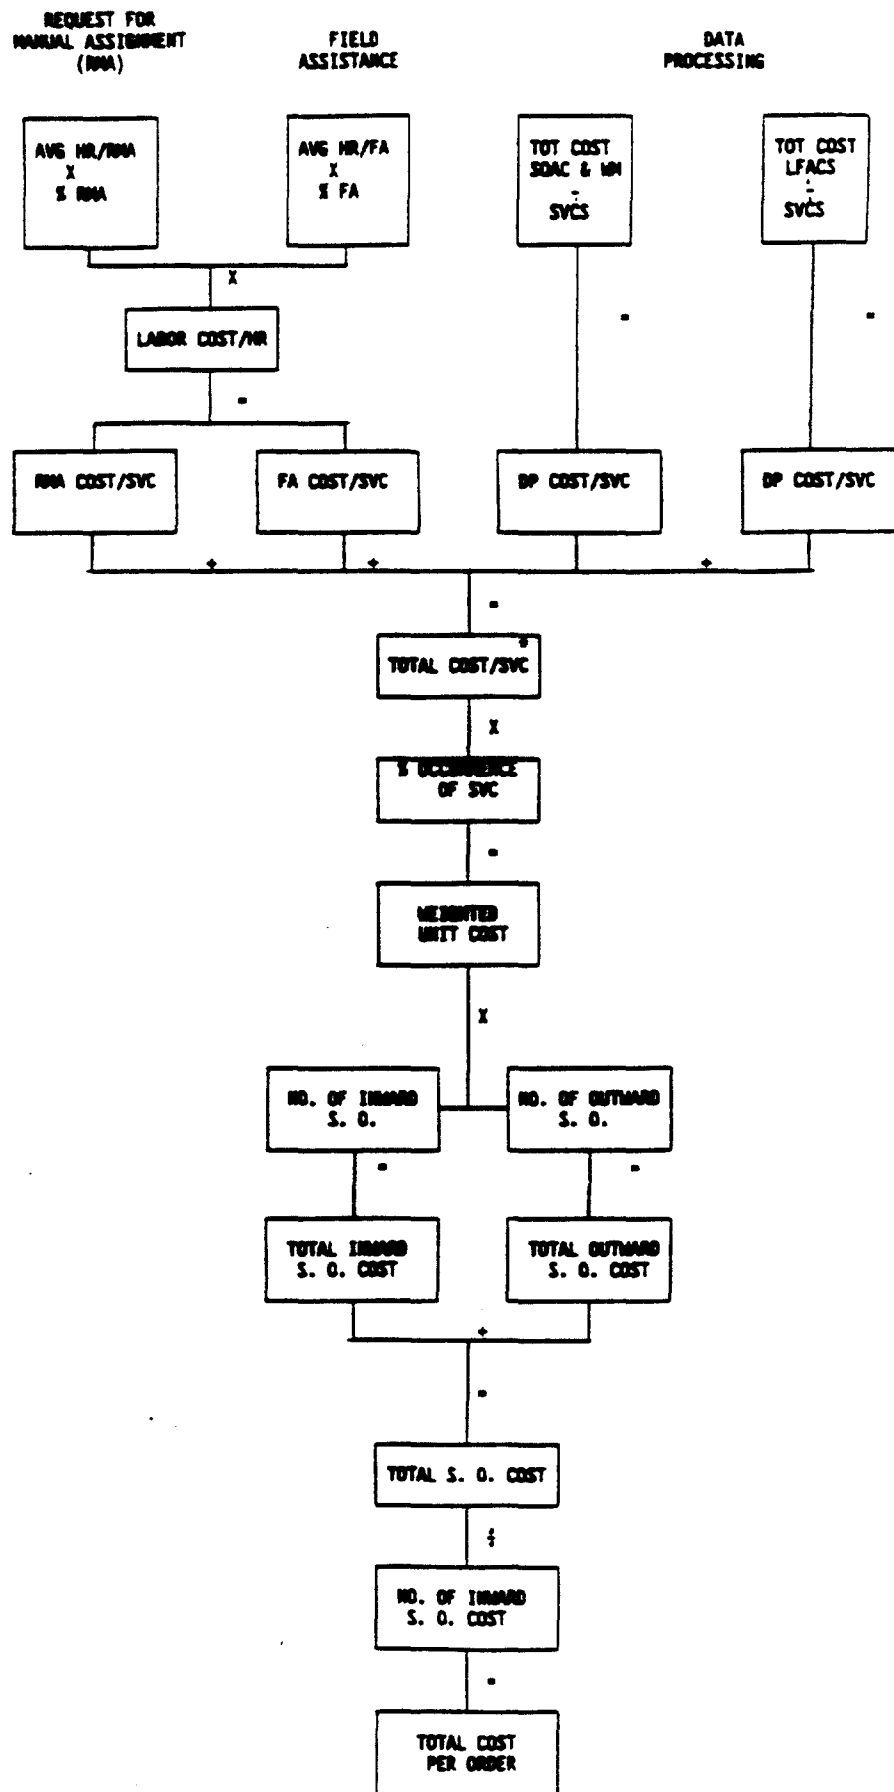 REQUEST FOR
MANUAL ASSIGNMENT
(RMA)
FIELD
ASSISTANCE
DATA
PROCESSING
AVG HR/RMA
X
% RMA
AVG HR/FA
X
% FA
TOT COST
SOAC & WM
÷
SVCS
TOT COST
LFACS
÷
SVCS
X
=
=
LABOR COST/HR
=
RMA COST/SVC
FA COST/SVC
DP COST/SVC
DP COST/SVC
+
+
+
=
TOTAL COST/SVC*
X
% OCCURRENCE
OF SVC
=
WEIGHTED
UNIT COST
X
NO. OF INWARD
S. O.
NO. OF OUTWARD
S. O.
=
=
TOTAL INWARD
S. O. COST
TOTAL OUTWARD
S. O. COST
+
=
TOTAL S. O. COST
÷
NO. OF INWARD
S. O. COST
=
TOTAL COST
PER ORDER